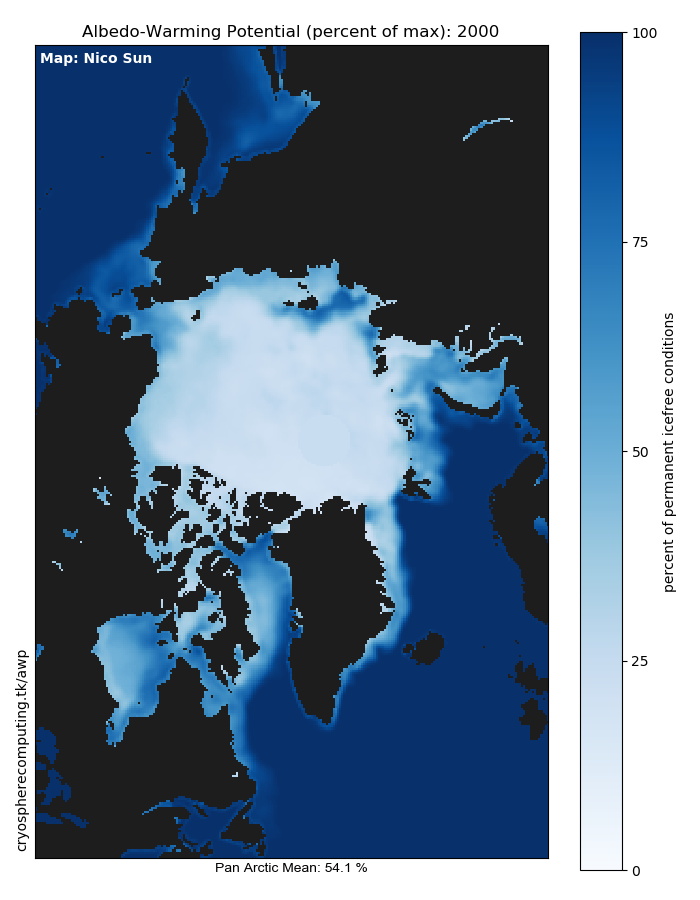 Albedo-Warming Potential (percent of max): 2000
Map: Nico Sun
100
75
50
25
0
percent of permanent icefree conditions
cryospherecomputing.tk/awp
Pan Arctic Mean: 54.1 %